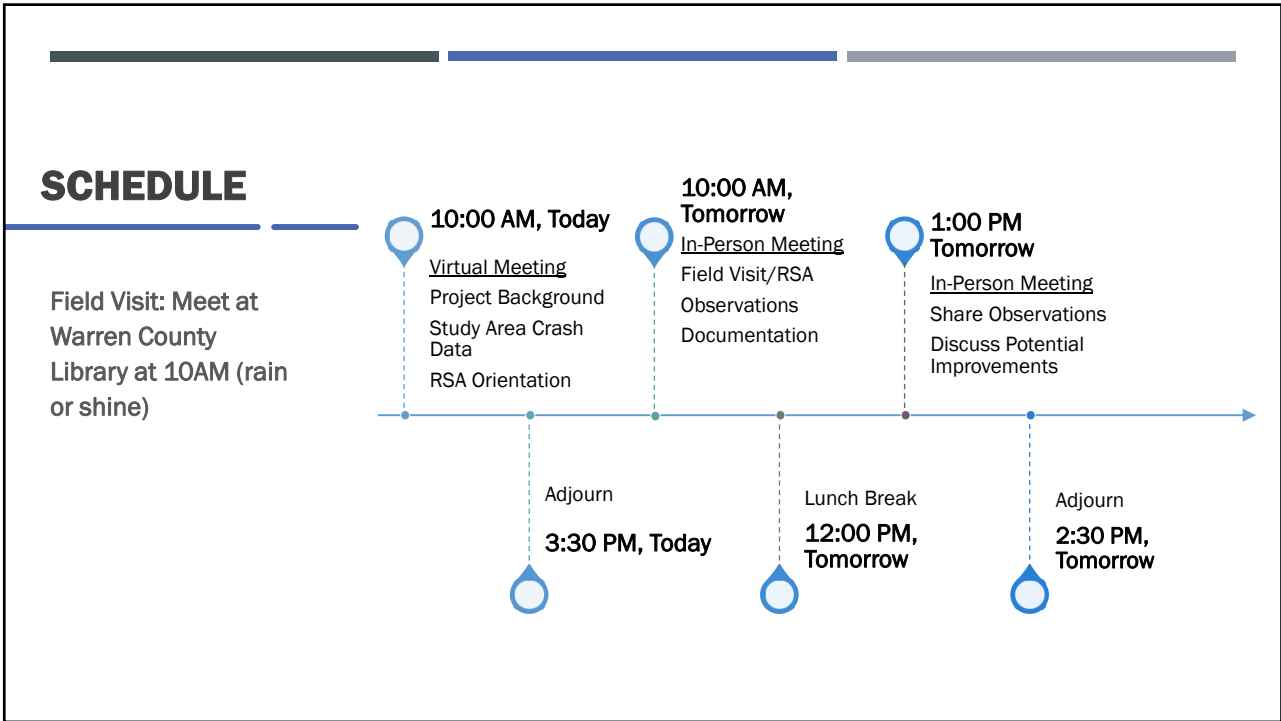 SCHEDULE
Field Visit: Meet at
Warren County
Library at 10AM (rain
or shine)
10:00 AM, Today
Virtual Meeting
Project Background
Study Area Crash
Data
RSA Orientation
Adjourn
3:30 PM, Today
10:00 AM,
Tomorrow
In-Person Meeting
Field Visit/RSA
Observations
Documentation
Lunch Break
12:00 PM,
Tomorrow
1:00 PM
Tomorrow
In-Person Meeting
Share Observations
Discuss Potential
Improvements
Adjourn
2:30 PM,
Tomorrow